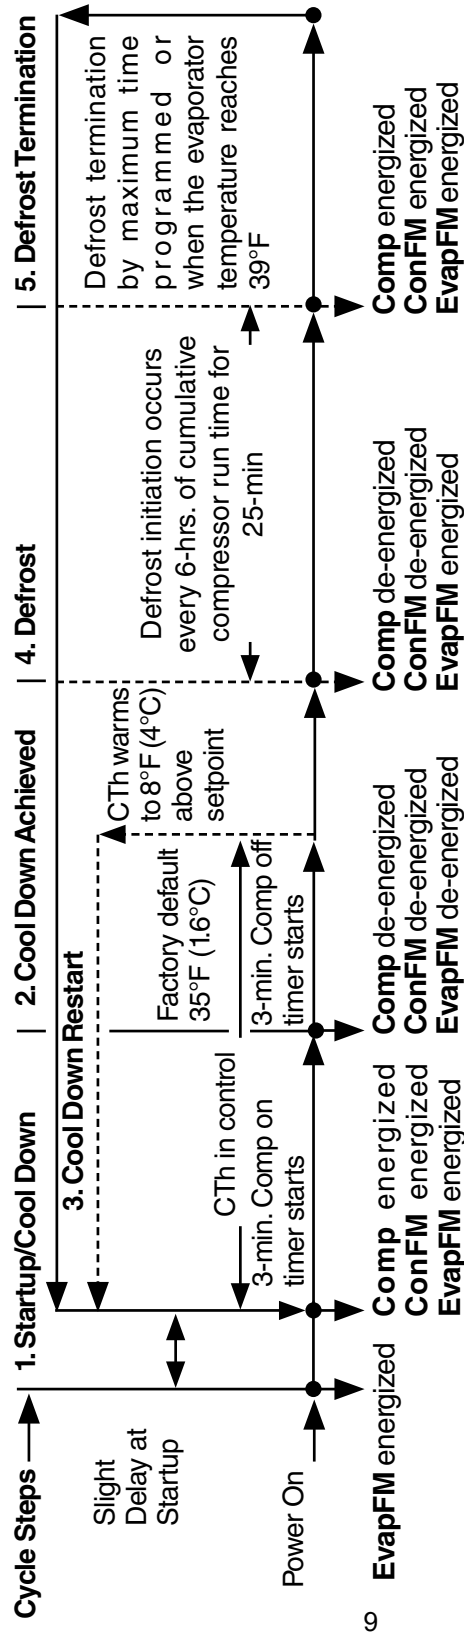 Cycle Steps
1. Startup/Cool Down
2. Cool Down Achieved
4. Defrost
5. Defrost Termination
3. Cool Down Restart
Slight
Delay at
Startup
CTh in control
3-min. Comp on
timer starts
Factory default
35°F (1.6°C)
3-min. Comp off
timer starts
CTh warms
to 8°F (4°C)
above
setpoint
Defrost initiation occurs
every 6-hrs. of cumulative
compressor run time for
25-min
Defrost termination
by maximum time
programmed or
when the evaporator
temperature reaches
39°F
Power On
EvapFM energized
Comp energized
ConFM energized
EvapFM energized
Comp de-energized
ConFM de-energized
EvapFM de-energized
Comp de-energized
ConFM de-energized
EvapFM energized
Comp energized
ConFM energized
EvapFM energized
9